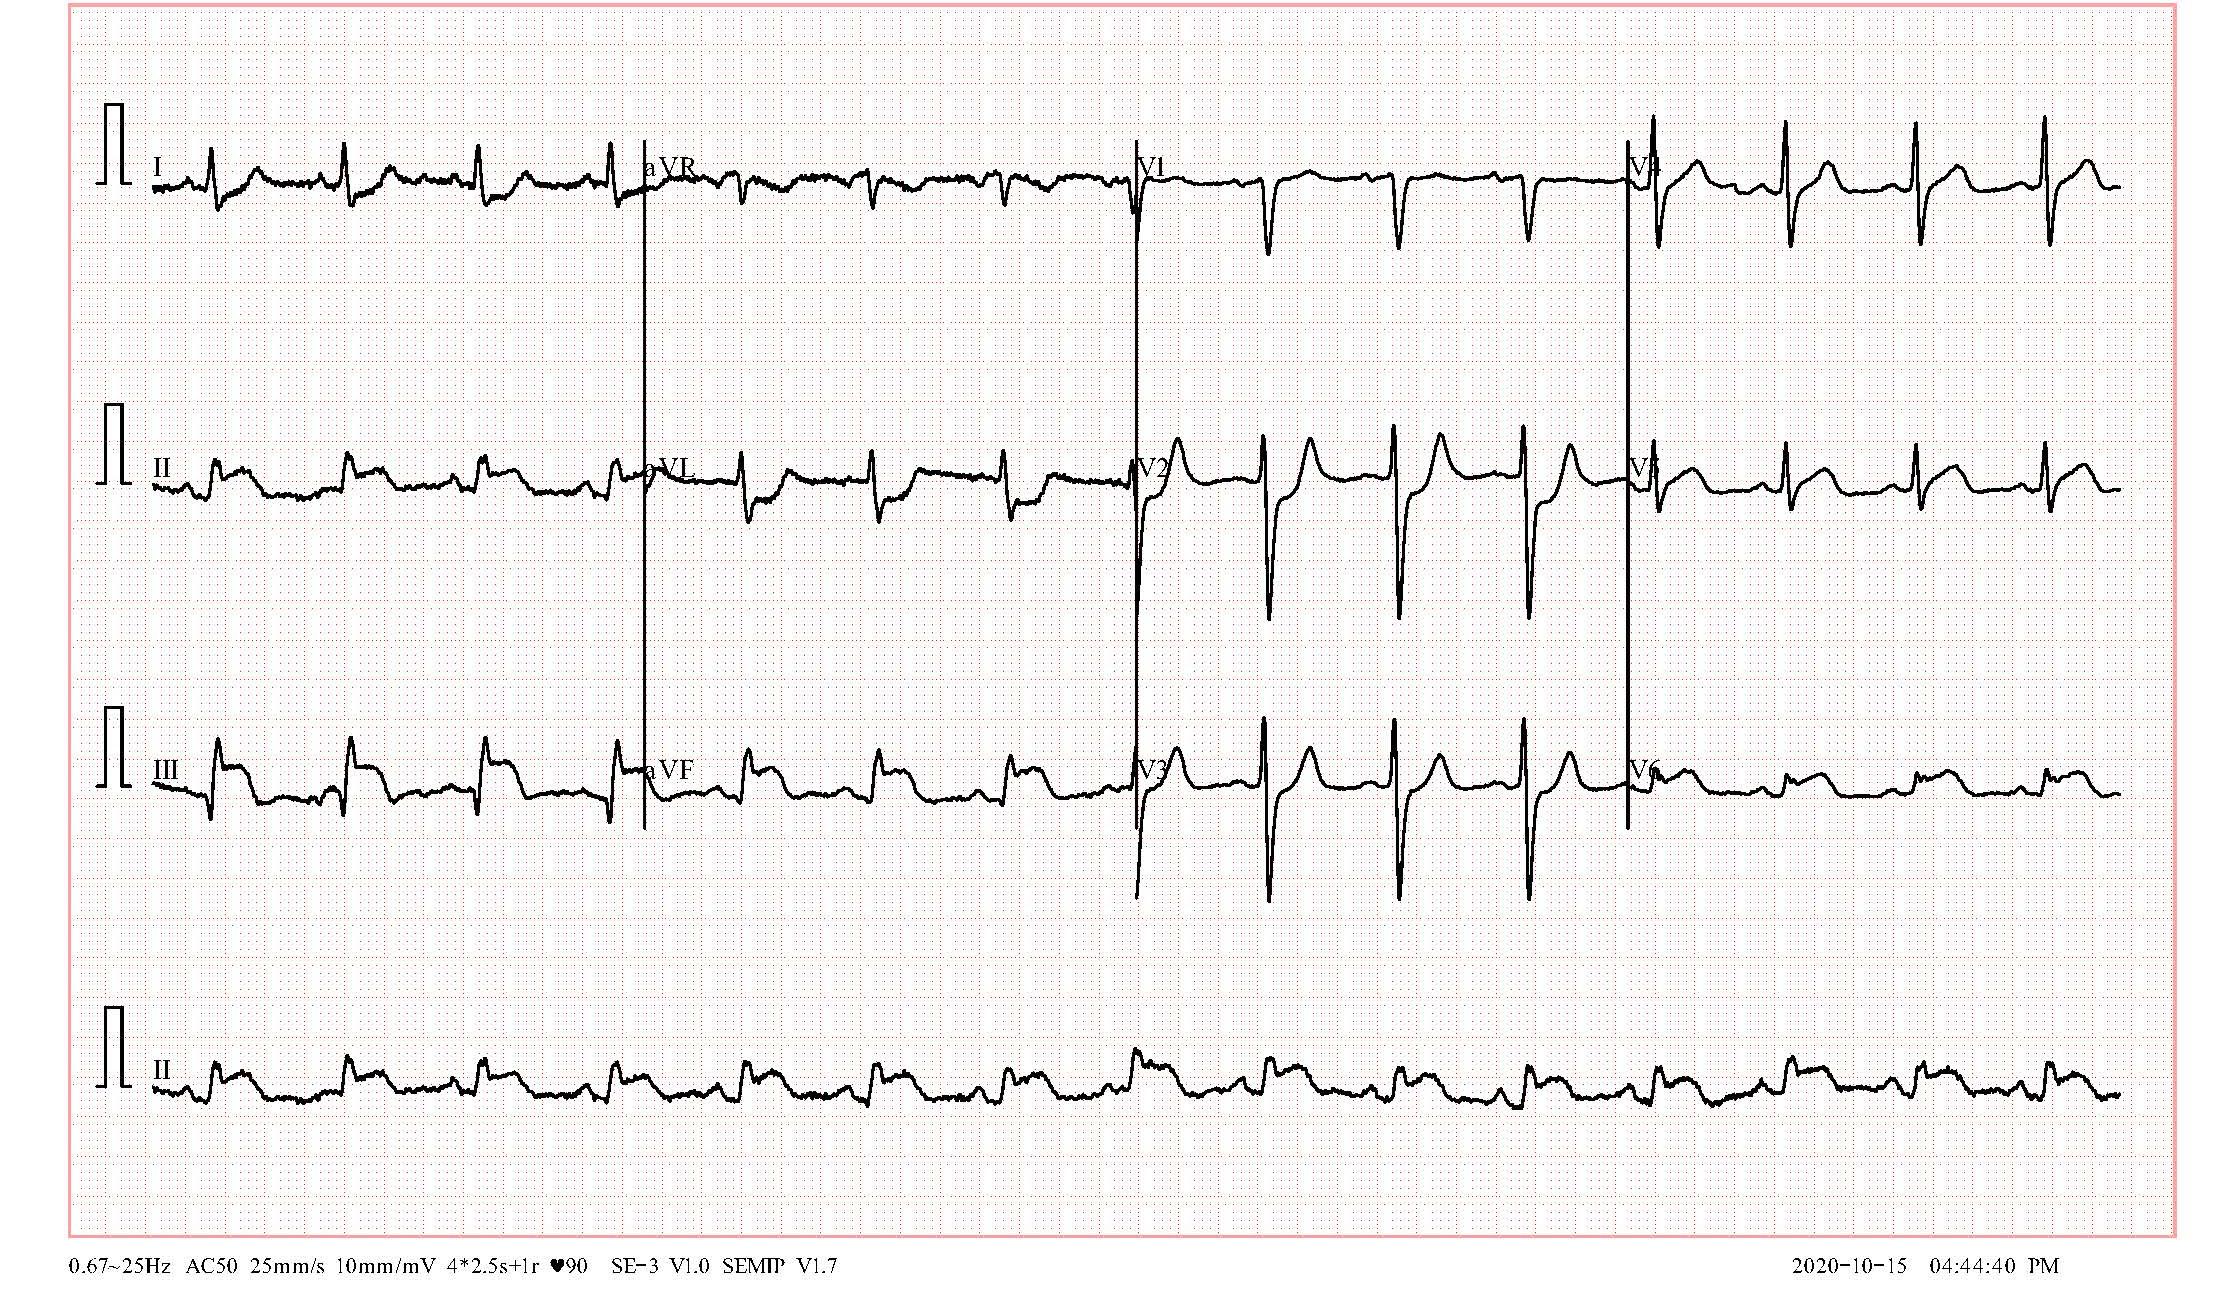 I aVR V1 V4
II aVL V2 V5
III aVF V3 V6
II
0.67~25Hz AC50 25mm/s 10mm/mV 4*2.5s+1r ♥90 SE-3 V1.0 SEMIP V1.7 2020-10-15 04:44:40 PM